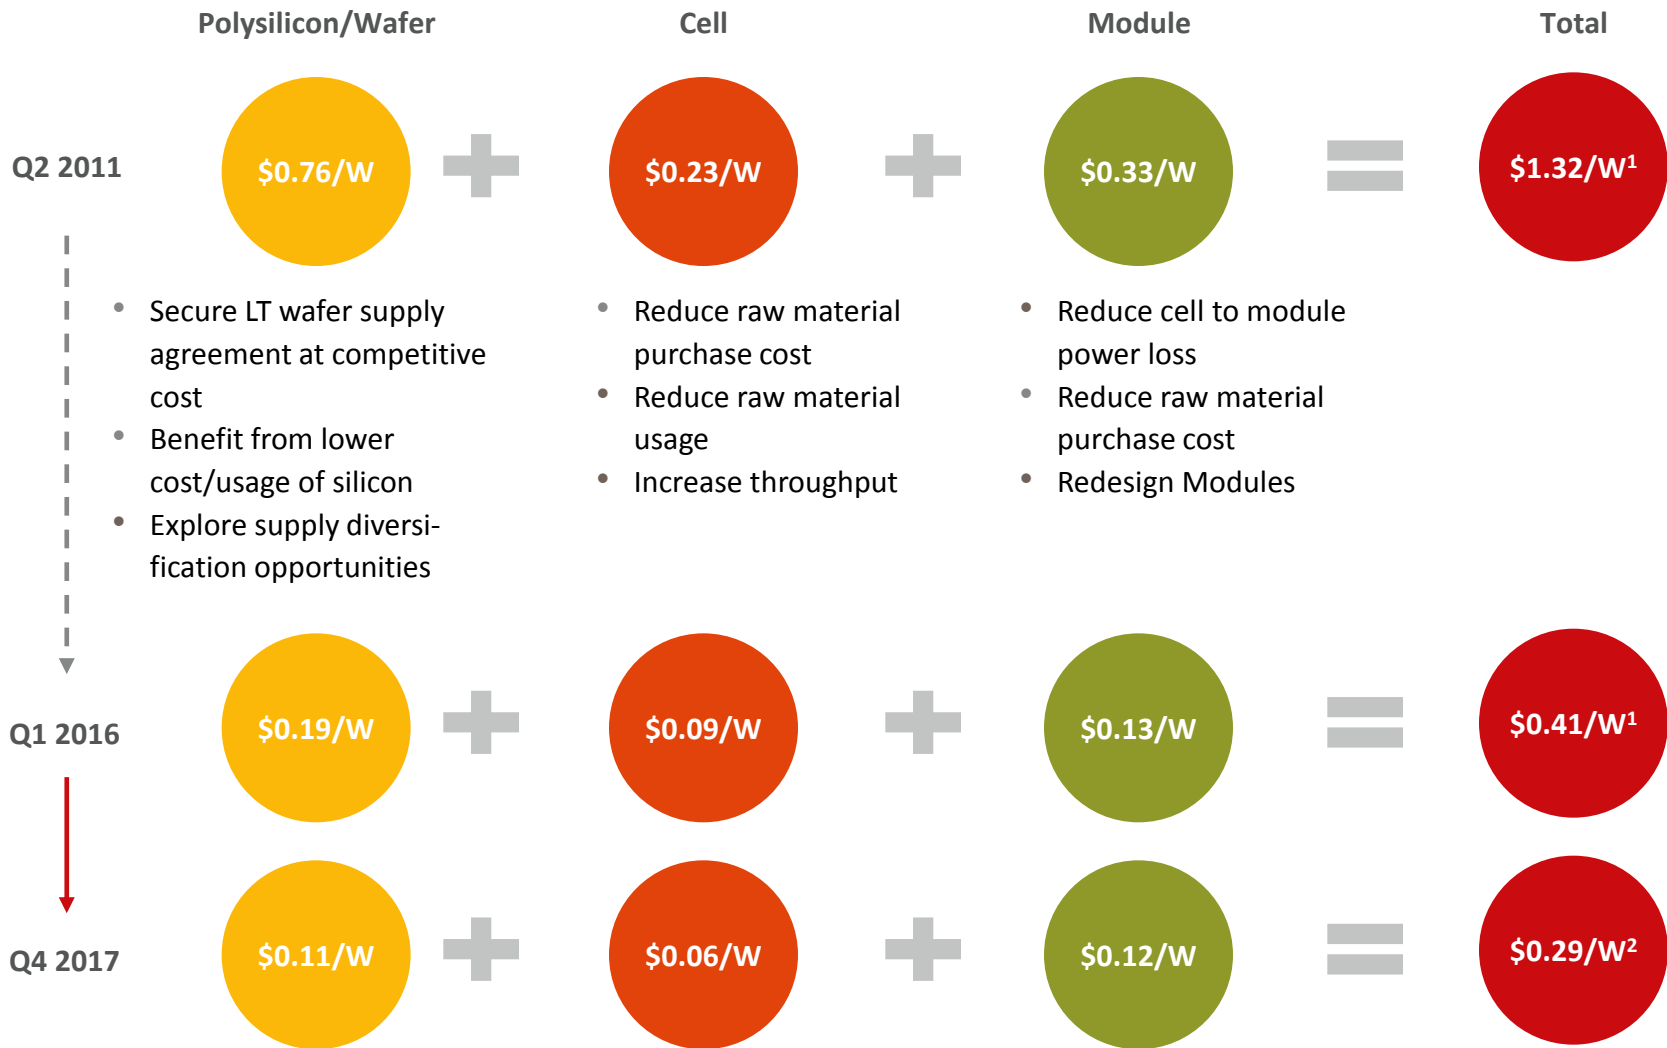 Polysilicon/Wafer Cell Module Total
Q2 2011 $0.76/W $0.23/W $0.33/W $1.32/W¹
• Secure LT wafer supply
agreement at competitive
cost
• Benefit from lower
cost/usage of silicon
• Explore supply diversi-
fication opportunities
• Reduce raw material
purchase cost
• Reduce raw material
usage
• Increase throughput
• Reduce cell to module
power loss
• Reduce raw material
purchase cost
• Redesign Modules
Q1 2016 $0.19/W $0.09/W $0.13/W $0.41/W¹
Q4 2017 $0.11/W $0.06/W $0.12/W $0.29/W²